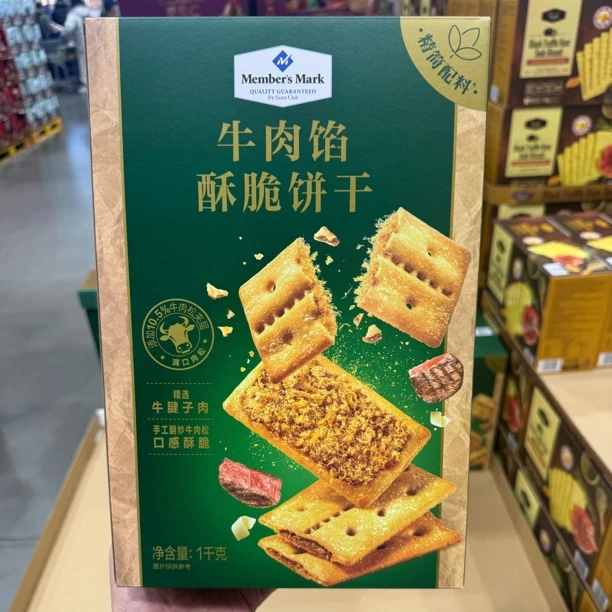 Member's Mark
QUALITY GUARANTEED
By Sam's Club
精简配料
牛肉馅
酥脆饼干
添加10.5%牛肉松夹层
满口肉松
精选
牛腱子肉
手工翻炒牛肉松
口感酥脆
净含量:1千克
图片仅供参考